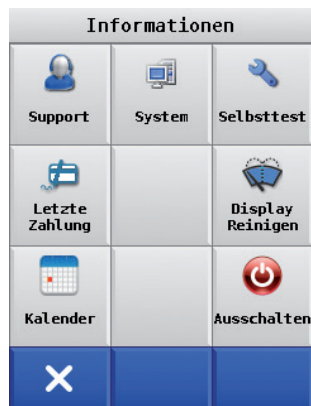 Informationen
Support
System
Selbsttest
Letzte
Zahlung
Display
Reinigen
Kalender
Ausschalten